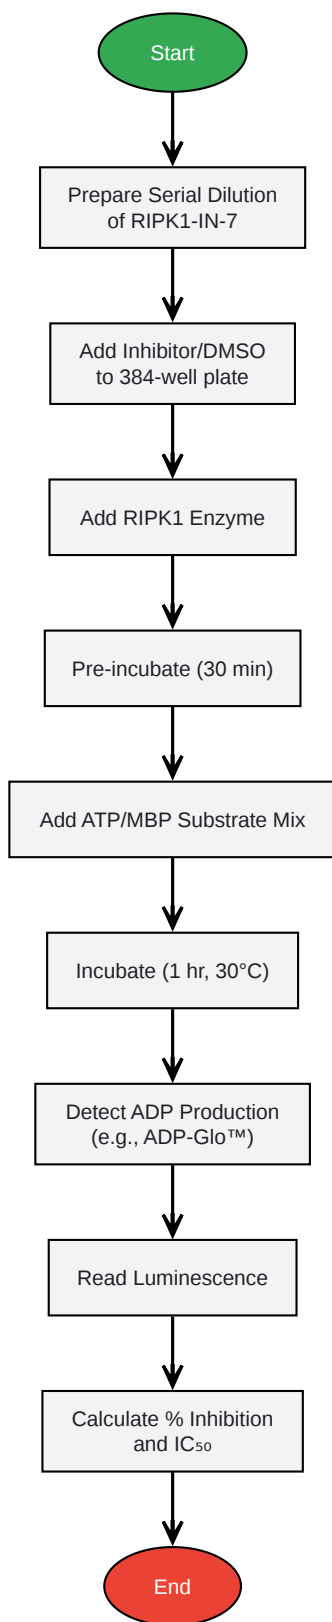 Start
Prepare Serial Dilution
of RIPK1-IN-7
Add Inhibitor/DMSO
to 384-well plate
Add RIPK1 Enzyme
Pre-incubate (30 min)
Add ATP/MBP Substrate Mix
Incubate (1 hr, 30°C)
Detect ADP Production
(e.g., ADP-Glo™)
Read Luminescence
Calculate % Inhibition
and IC₅₀
End